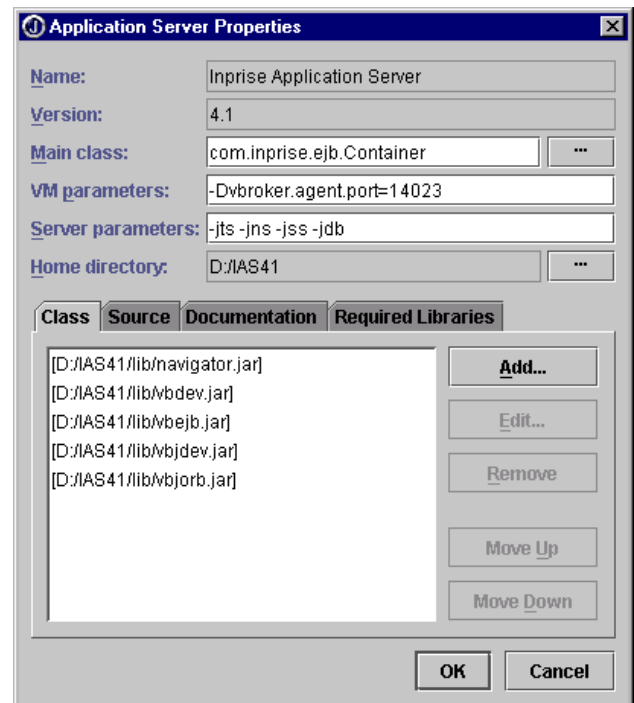 Application Server Properties
Name: Inprise Application Server
Version: 4.1
Main class: com.inprise.ejb.Container ...
VM parameters: -Dvbroker.agent.port=14023
Server parameters: -jts -jns -jss -jdb
Home directory: D:/IAS41 ...
Class Source Documentation Required Libraries
[D:/IAS41/lib/navigator.jar] Add...
[D:/IAS41/lib/vbdev.jar]
[D:/IAS41/lib/vbejb.jar] Edit...
[D:/IAS41/lib/vbjdev.jar]
[D:/IAS41/lib/vbjorb.jar] Remove
Move Up
Move Down
OK Cancel